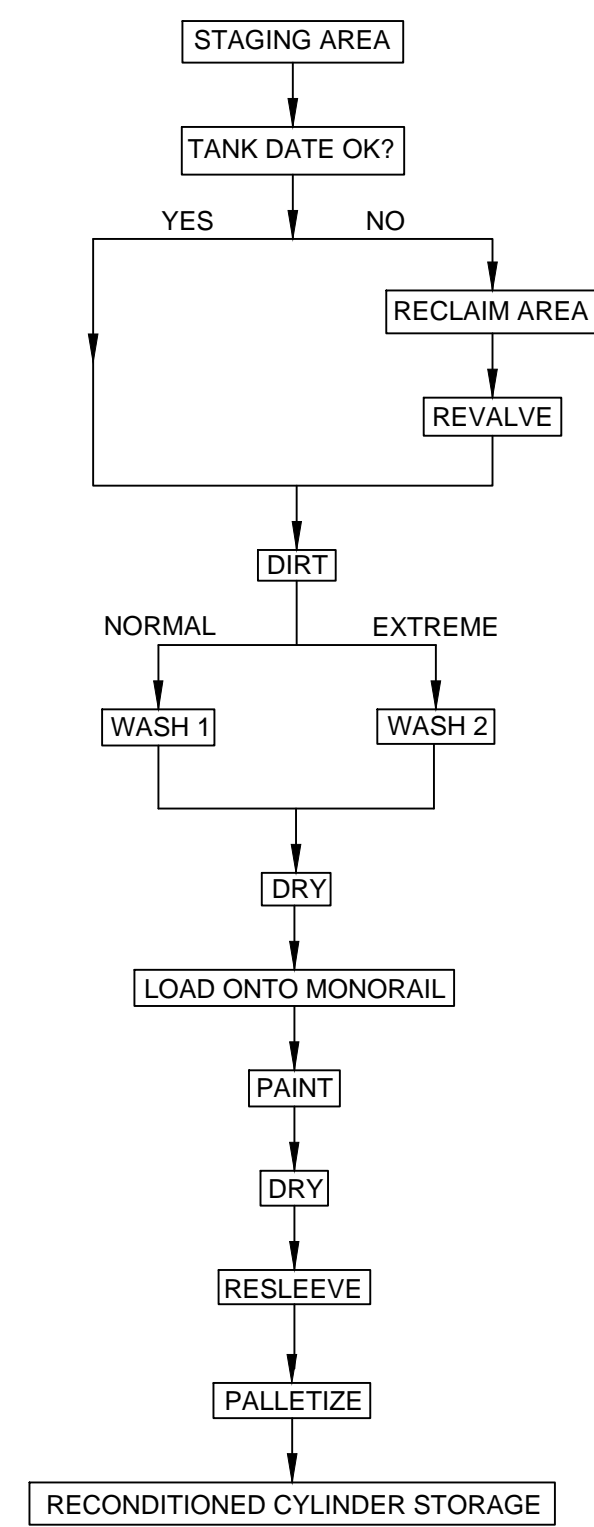 STAGING AREA
TANK DATE OK?
YES
NO
RECLAIM AREA
REVALVE
DIRT
NORMAL
EXTREME
WASH 1
WASH 2
DRY
LOAD ONTO MONORAIL
PAINT
DRY
RESLEEVE
PALLETIZE
RECONDITIONED CYLINDER STORAGE